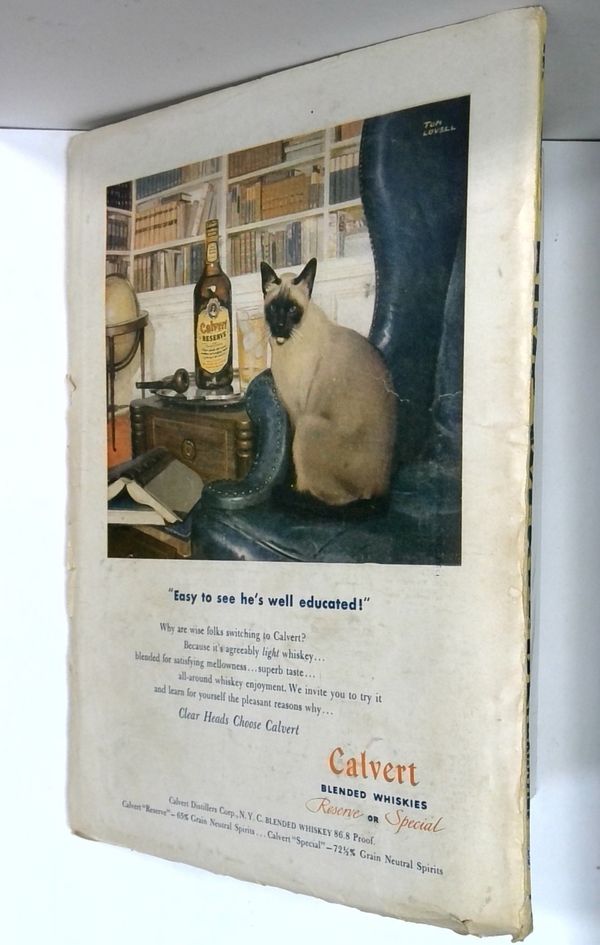 TOM
LOVELL
Calvert
RESERVE
"Easy to see he's well educated!"
Why are wise folks switching to Calvert?
Because it's agreeably light whiskey...
blended for satisfying mellowness...superb taste...
all-around whiskey enjoyment. We invite you to try it
and learn for yourself the pleasant reasons why...
Clear Heads Choose Calvert
Calvert
BLENDED WHISKIES
Reserve OR Special
Calvert Distillers Corp., N. Y. C. BLENDED WHISKEY 86.8 Proof.
Calvert "Reserve"—65% Grain Neutral Spirits... Calvert "Special"—72½% Grain Neutral Spirits